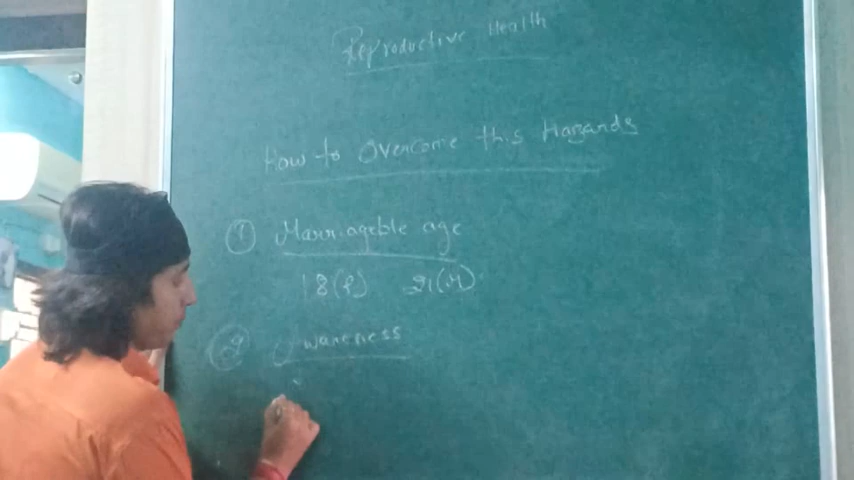 Reproductive Health
How to Overcome this Hazards
① Marriageble age
18(f) 21(M)
② Awareness